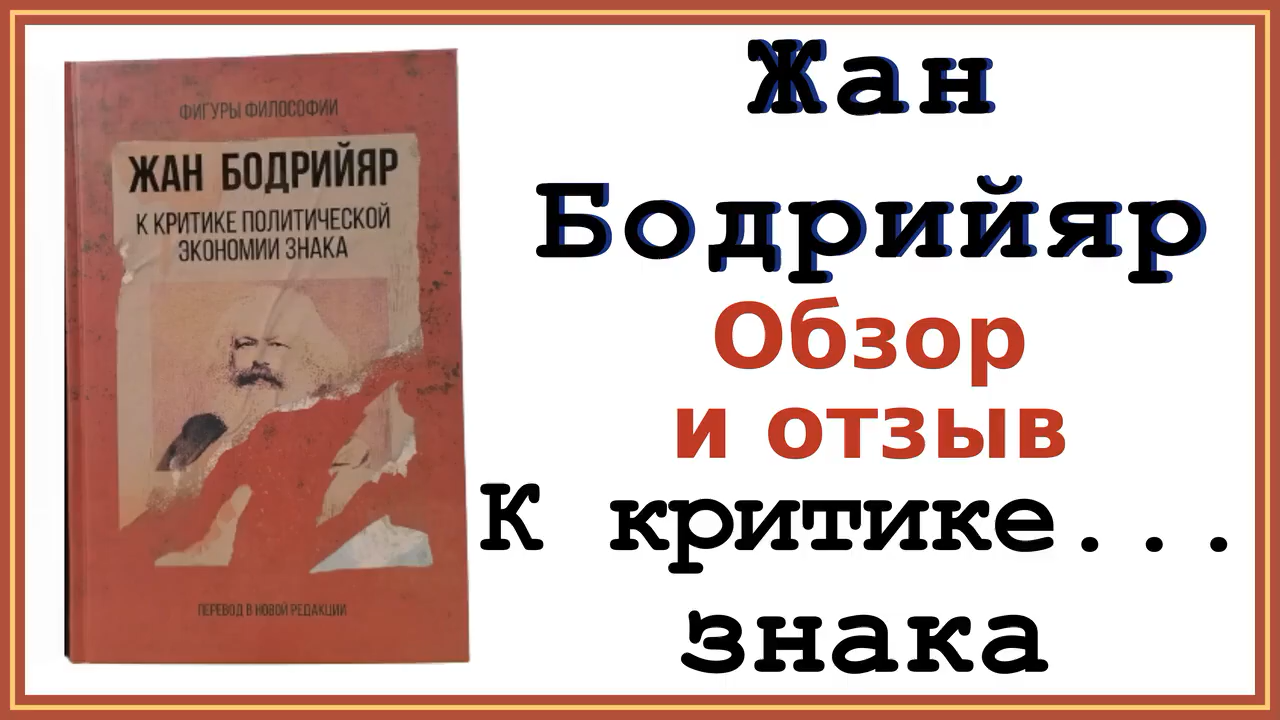 ФИГУРЫ ФИЛОСОФИИ
ЖАН БОДРИЙЯР
К КРИТИКЕ ПОЛИТИЧЕСКОЙ
ЭКОНОМИИ ЗНАКА
ПЕРЕВОД В НОВОЙ РЕДАКЦИИ
Жан
Бодрийяр
Обзор
и отзыв
К критике...
знака